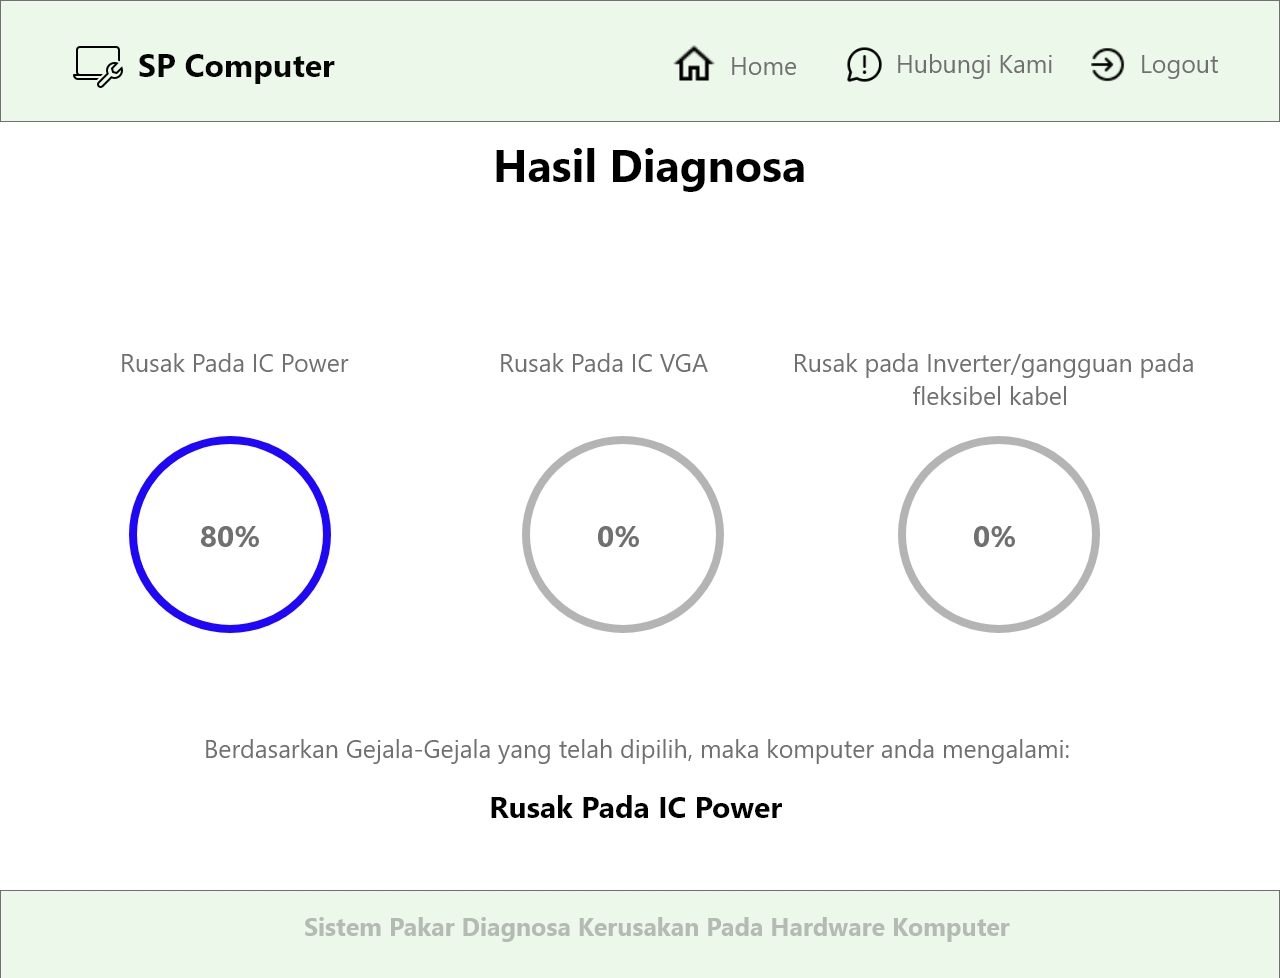 SP Computer
Home
Hubungi Kami
Logout
Hasil Diagnosa
Rusak Pada IC Power
Rusak Pada IC VGA
Rusak pada Inverter/gangguan pada
fleksibel kabel
80%
0%
0%
Berdasarkan Gejala-Gejala yang telah dipilih, maka komputer anda mengalami:
Rusak Pada IC Power
Sistem Pakar Diagnosa Kerusakan Pada Hardware Komputer